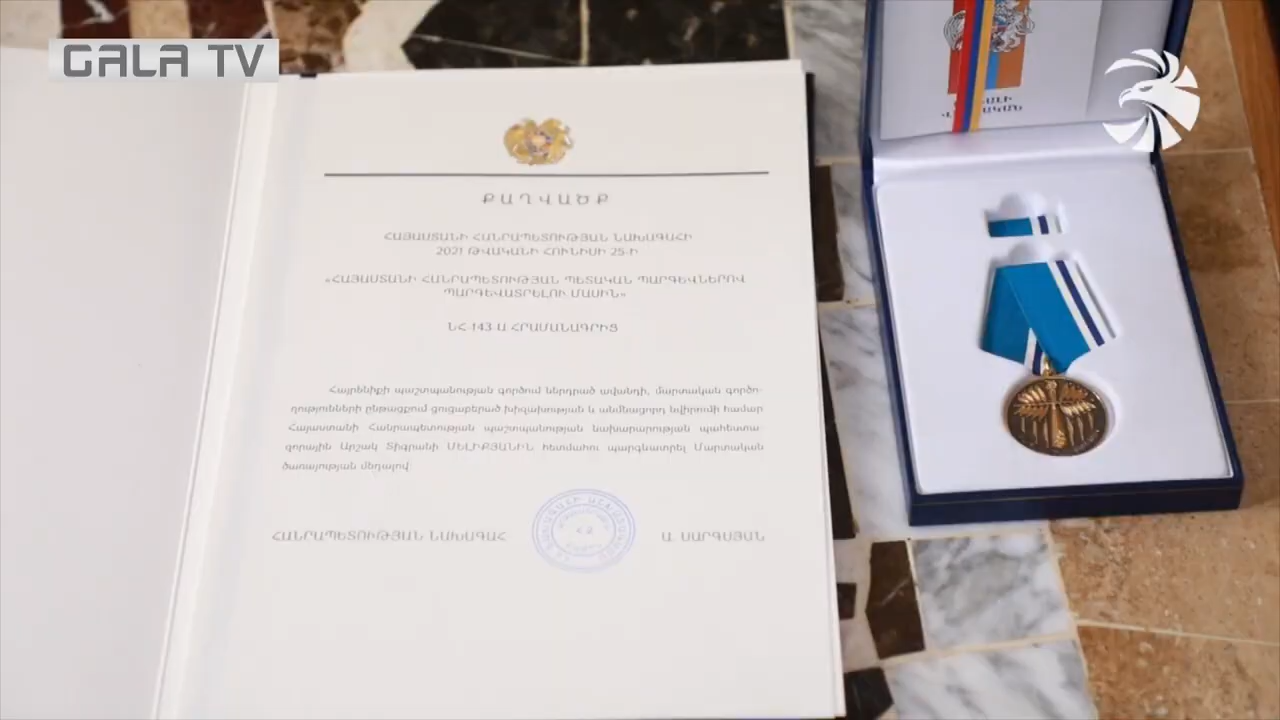 GALA TV
ՔԱՂՎԱԾՔ
ՀԱՅԱՍՏԱՆԻ ՀԱՆՐԱՊԵՏՈՒԹՅԱՆ ՆԱԽԱԳԱՀԻ
2021 ԹՎԱԿԱՆԻ ՀՈՒՆԻՍԻ 25-Ի
«ՀԱՅԱՍՏԱՆԻ ՀԱՆՐԱՊԵՏՈՒԹՅԱՆ ՊԵՏԱԿԱՆ ՊԱՐԳԵՎՆԵՐՈՎ
ՊԱՐԳԵՎԱՏՐԵԼՈՒ ՄԱՍԻՆ»
ՆՀ-143-Ա ՀՐԱՄԱՆԱԳՐԻՑ
Հայրենիքի պաշտպանության գործում ներդրած ավանդի, մարտական գործո-
ղությունների ընթացքում ցուցաբերած խիզախության և անմնացորդ նվիրումի համար
Հայաստանի Հանրապետության պաշտպանության նախարարության պահեստա-
զորային Արշակ Տիգրանի ՄԵԼԻՔՅԱՆԻՆ հետմահու պարգևատրել Մարտական
ծառայության մեդալով
ՀԱՆՐԱՊԵՏՈՒԹՅԱՆ ՆԱԽԱԳԱՀ
Ա. ՍԱՐԳՍՅԱՆ